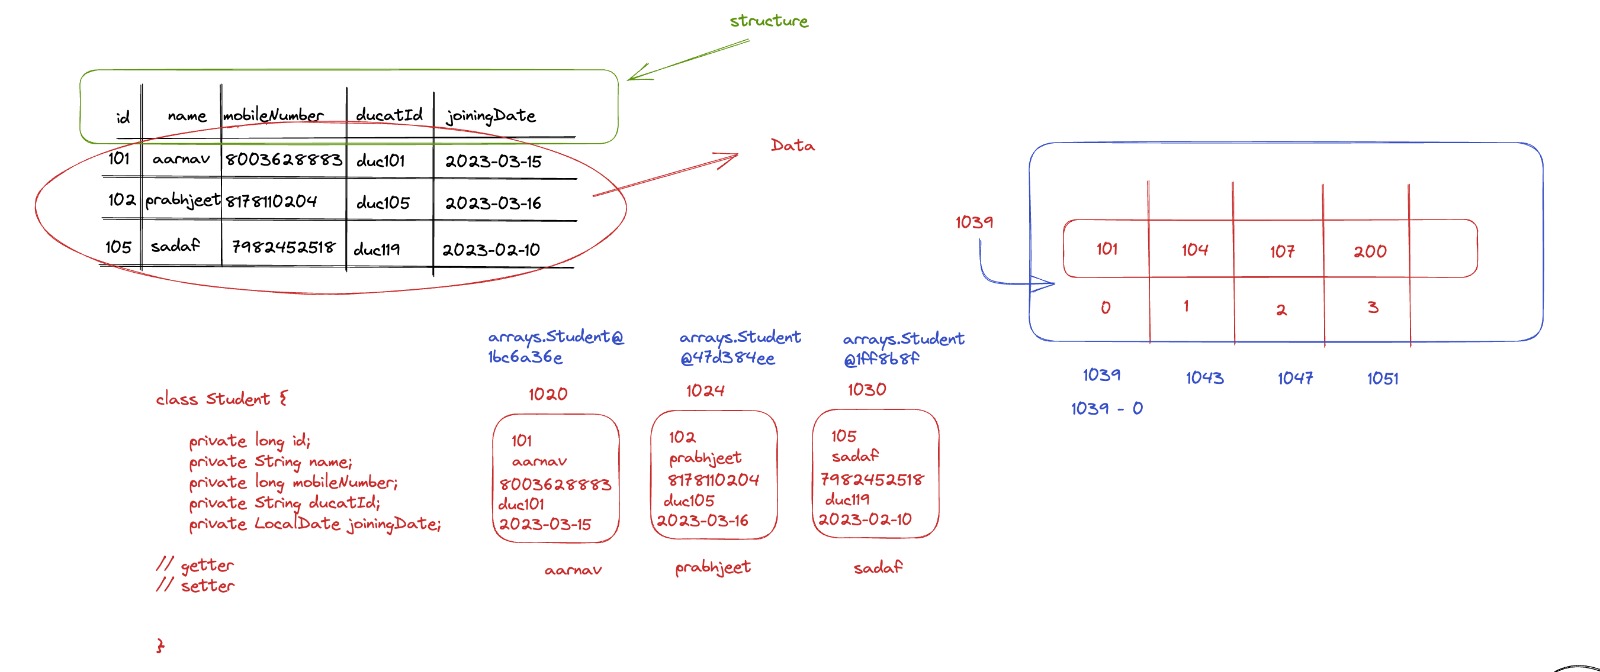 structure
id name mobileNumber ducatId joiningDate
101 aarnav 8003628883 duc101 2023-03-15
102 prabhjeet 8178110204 duc105 2023-03-16
105 sadaf 7982452518 duc119 2023-02-10
Data
1039
101 104 107 200
0 1 2 3
1039 1043 1047 1051
1039 - 0
arrays.Student@
1bc6a36e
arrays.Student
@47d384ee
arrays.Student
@1ff8b8f
1020 1024 1030
101
aarnav
8003628883
duc101
2023-03-15
aarnav
102
prabhjeet
8178110204
duc105
2023-03-16
prabhjeet
105
sadaf
7982452518
duc119
2023-02-10
sadaf
class Student {
private long id;
private String name;
private long mobileNumber;
private String ducatId;
private LocalDate joiningDate;
// getter
// setter
}